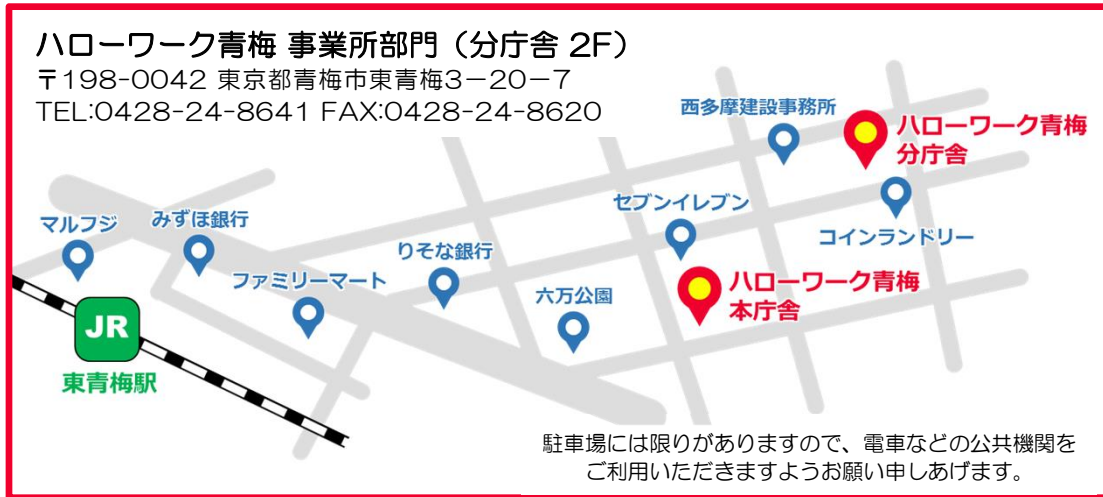 ハローワーク青梅 事業所部門（分庁舎 2F）
〒198-0042 東京都青梅市東青梅3－20－7
TEL:0428-24-8641 FAX:0428-24-8620
西多摩建設事務所
ハローワーク青梅
分庁舎
セブンイレブン
コインランドリー
マルフジ
みずほ銀行
りそな銀行
ファミリーマート
六万公園
ハローワーク青梅
本庁舎
JR
東青梅駅
駐車場には限りがありますので、電車などの公共機関を
ご利用いただきますようお願い申しあげます。